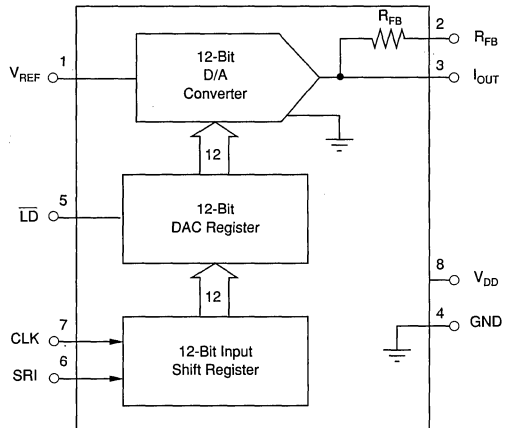 R_FB
2
R_FB
1
V_REF
12-Bit
D/A
Converter
3
I_OUT
12
5
L̅D̅
12-Bit
DAC Register
8
V_DD
12
4
GND
7
CLK
12-Bit Input
Shift Register
6
SRI